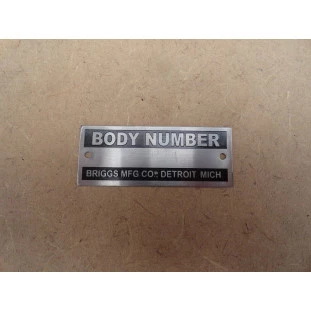 BODY NUMBER
BRIGGS MFG CO. DETROIT MICH